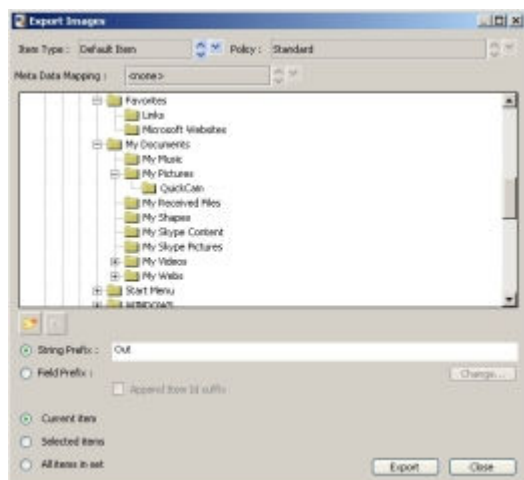 Export Images
Item Type : Default Item Policy : Standard
Meta Data Mapping : <none>
Favorites
Links
Microsoft Websites
My Documents
My Music
My Pictures
QuickCam
My Received Files
My Shapes
My Skype Content
My Skype Pictures
My Videos
My Webs
Start Menu
WINDOWS
String Prefix : Out
Field Prefix : Change...
Append Item Id suffix
Current item
Selected items
All items in set
Export Close